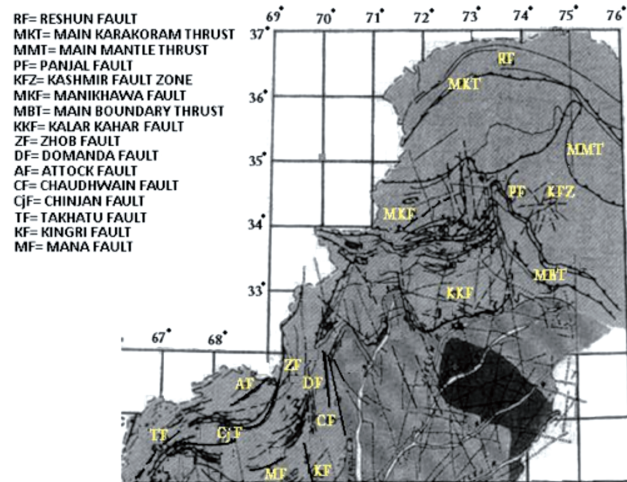 RF= RESHUN FAULT
MKT= MAIN KARAKORAM THRUST
MMT= MAIN MANTLE THRUST
PF= PANJAL FAULT
KFZ= KASHMIR FAULT ZONE
MKF= MANIKHAWA FAULT
MBT= MAIN BOUNDARY THRUST
KKF= KALAR KAHAR FAULT
ZF= ZHOB FAULT
DF= DOMANDA FAULT
AF= ATTOCK FAULT
CF= CHAUDHWAIN FAULT
CjF= CHINJAN FAULT
TF= TAKHATU FAULT
KF= KINGRI FAULT
MF= MANA FAULT
69° 70° 71° 72° 73° 74° 75° 76°
37°
RF
MKT
36°
MMT
35°
PF KFZ
MKF
34°
MBT
33° KKF
67° 68°
ZF
AF DF
CF
TF CjF
MF KF